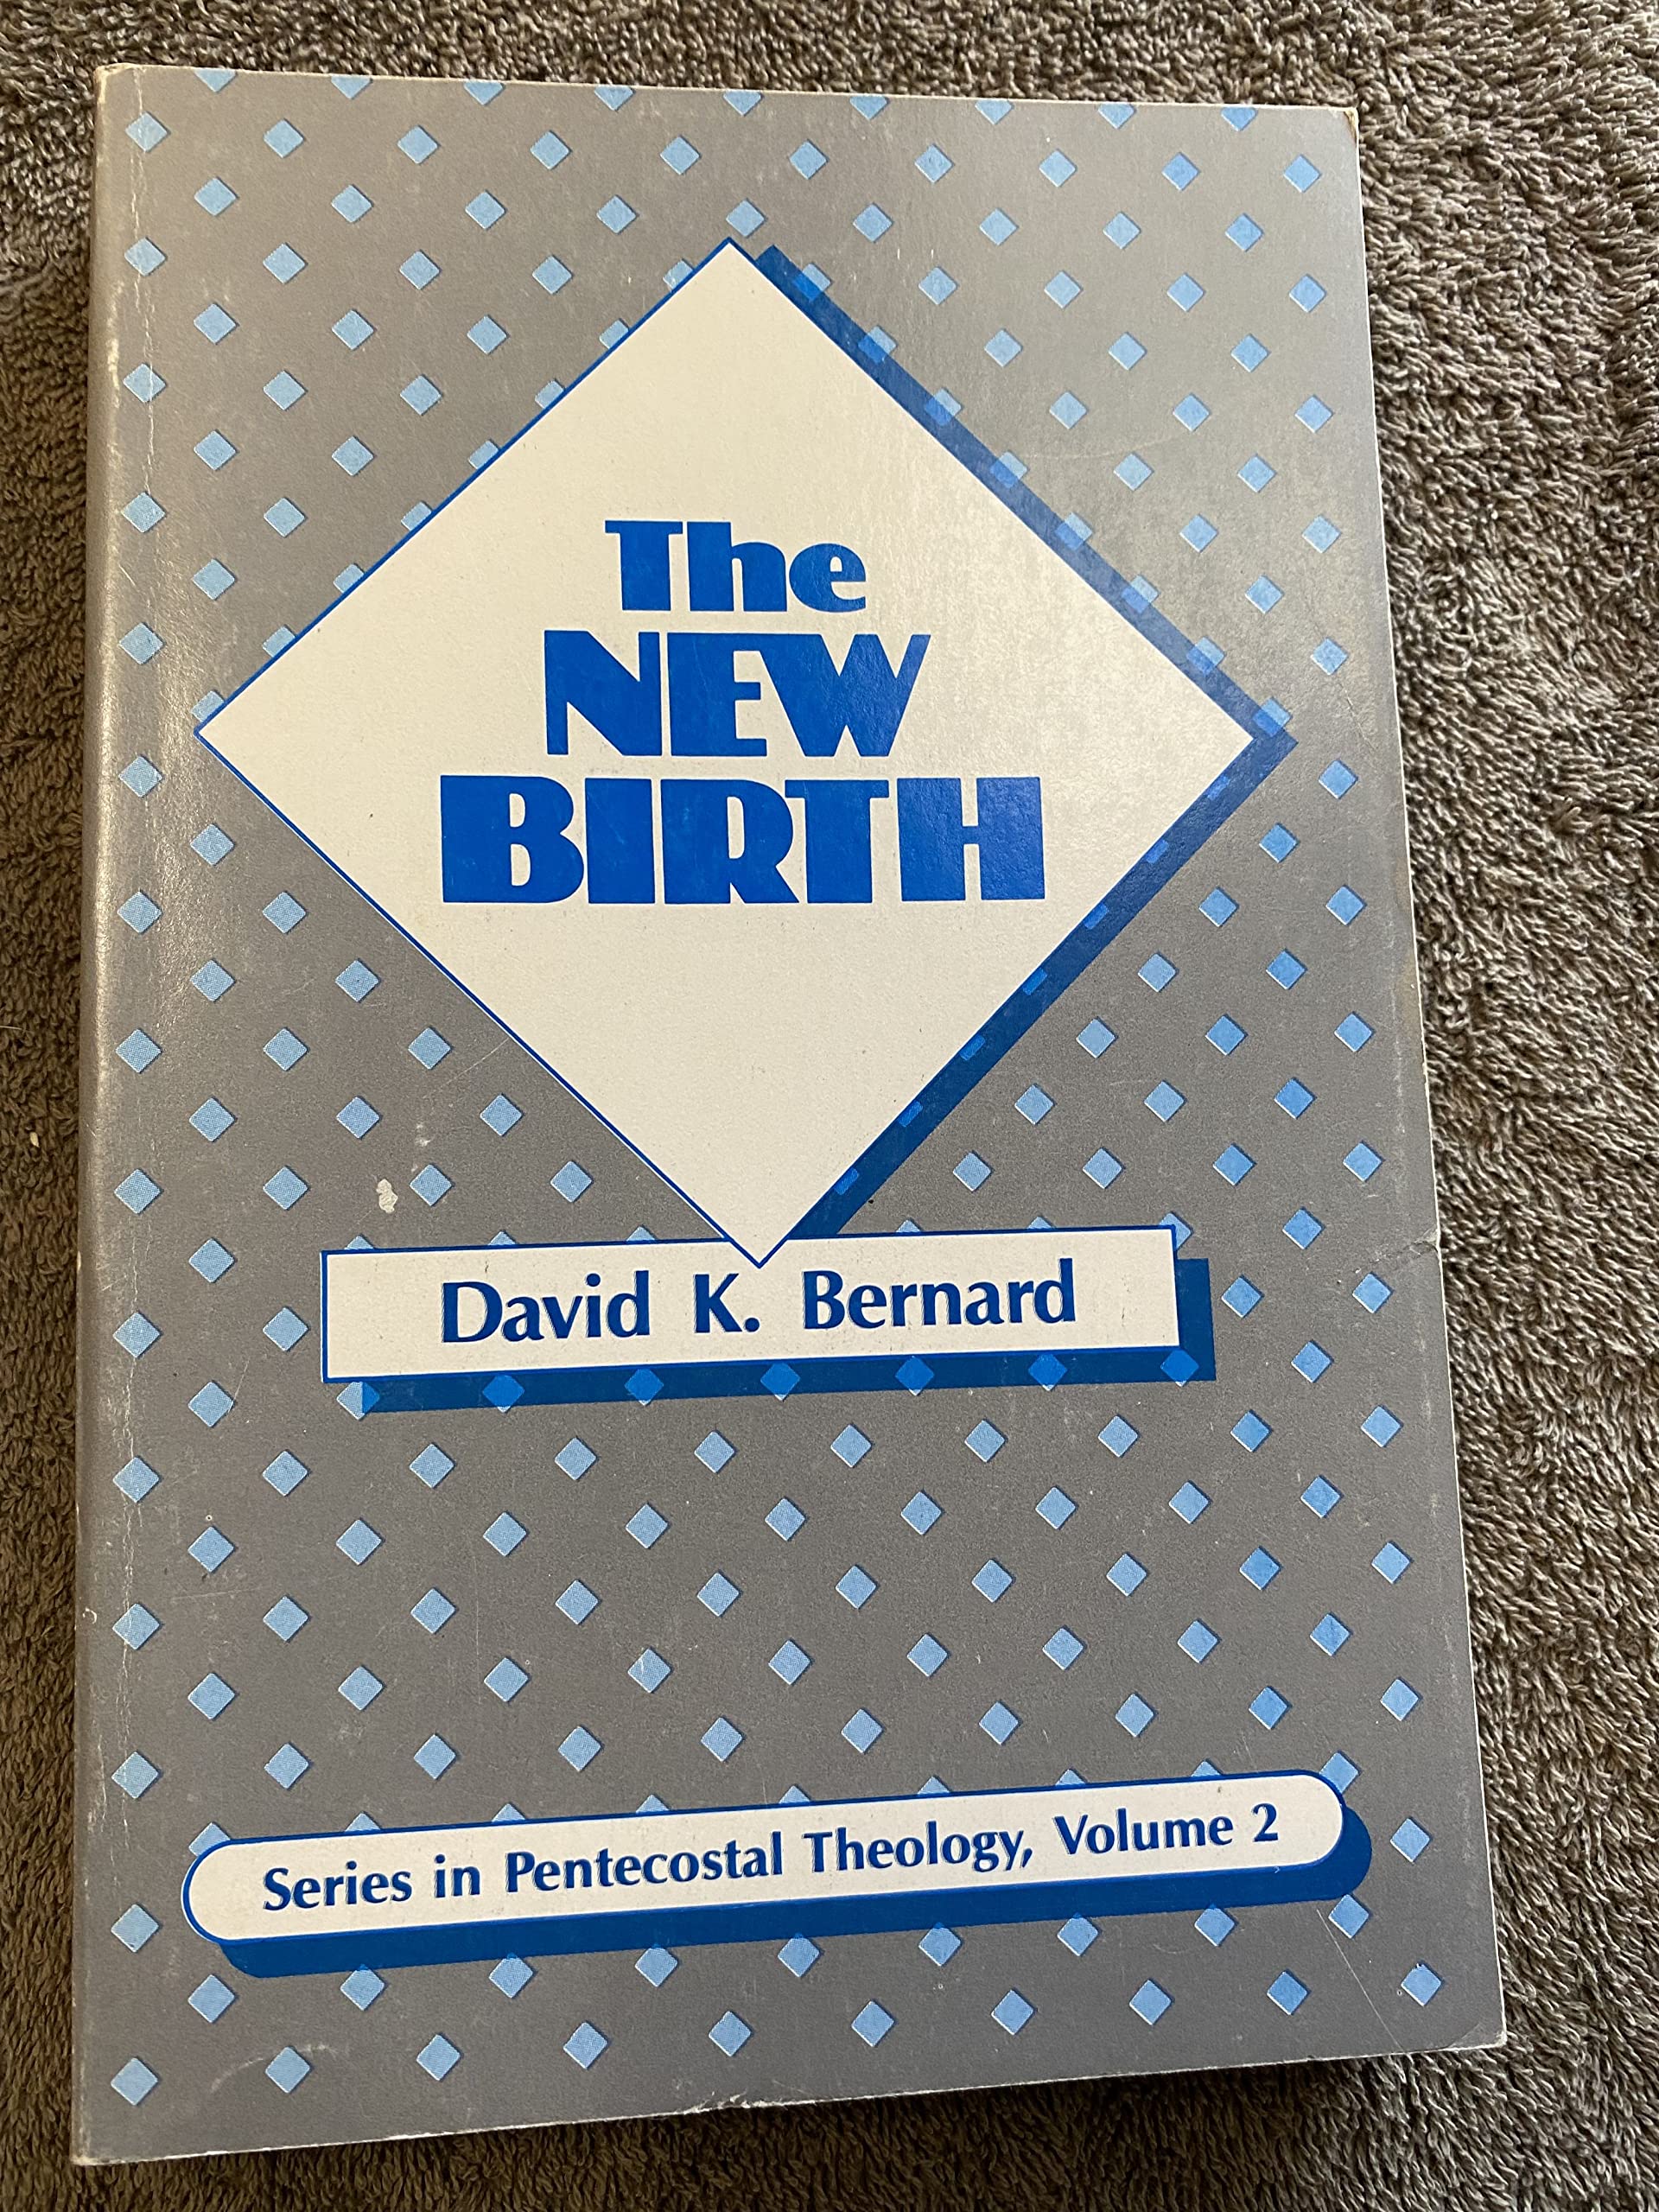 The
NEW
BIRTH
David K. Bernard
Series in Pentecostal Theology, Volume 2